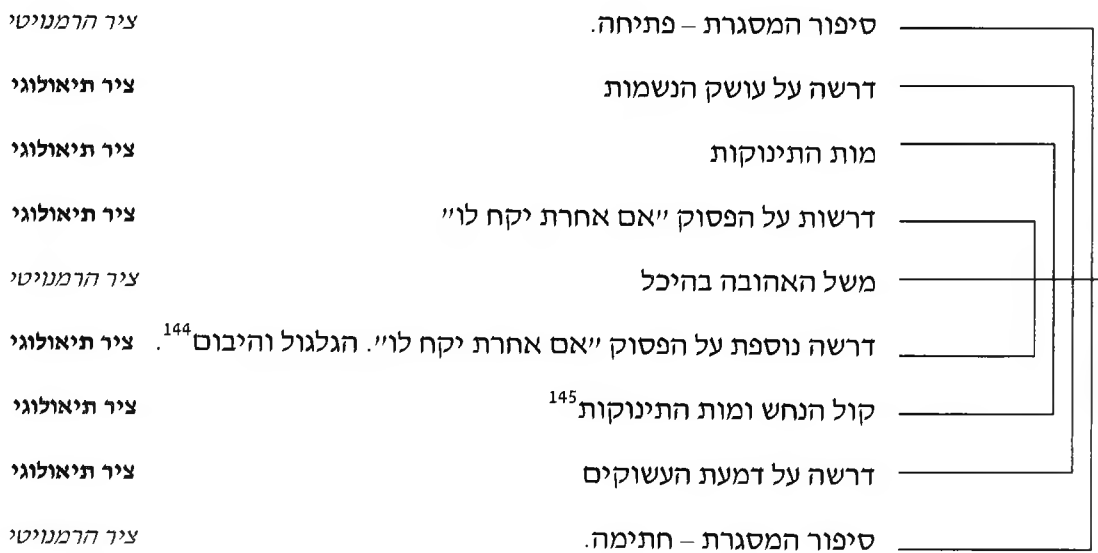 סיפור המסגרת – פתיחה. ציר הרמנויטי
דרשה על עושק הנשמות ציר תיאולוגי
מות התינוקות ציר תיאולוגי
דרשות על הפסוק "אם אחרת יקח לו" ציר תיאולוגי
משל האהובה בהיכל ציר הרמנויטי
דרשה נוספת על הפסוק "אם אחרת יקח לו". הגלגול והיבום144. ציר תיאולוגי
קול הנחש ומות התינוקות145 ציר תיאולוגי
דרשה על דמעת העשוקים ציר תיאולוגי
סיפור המסגרת – חתימה. ציר הרמנויטי